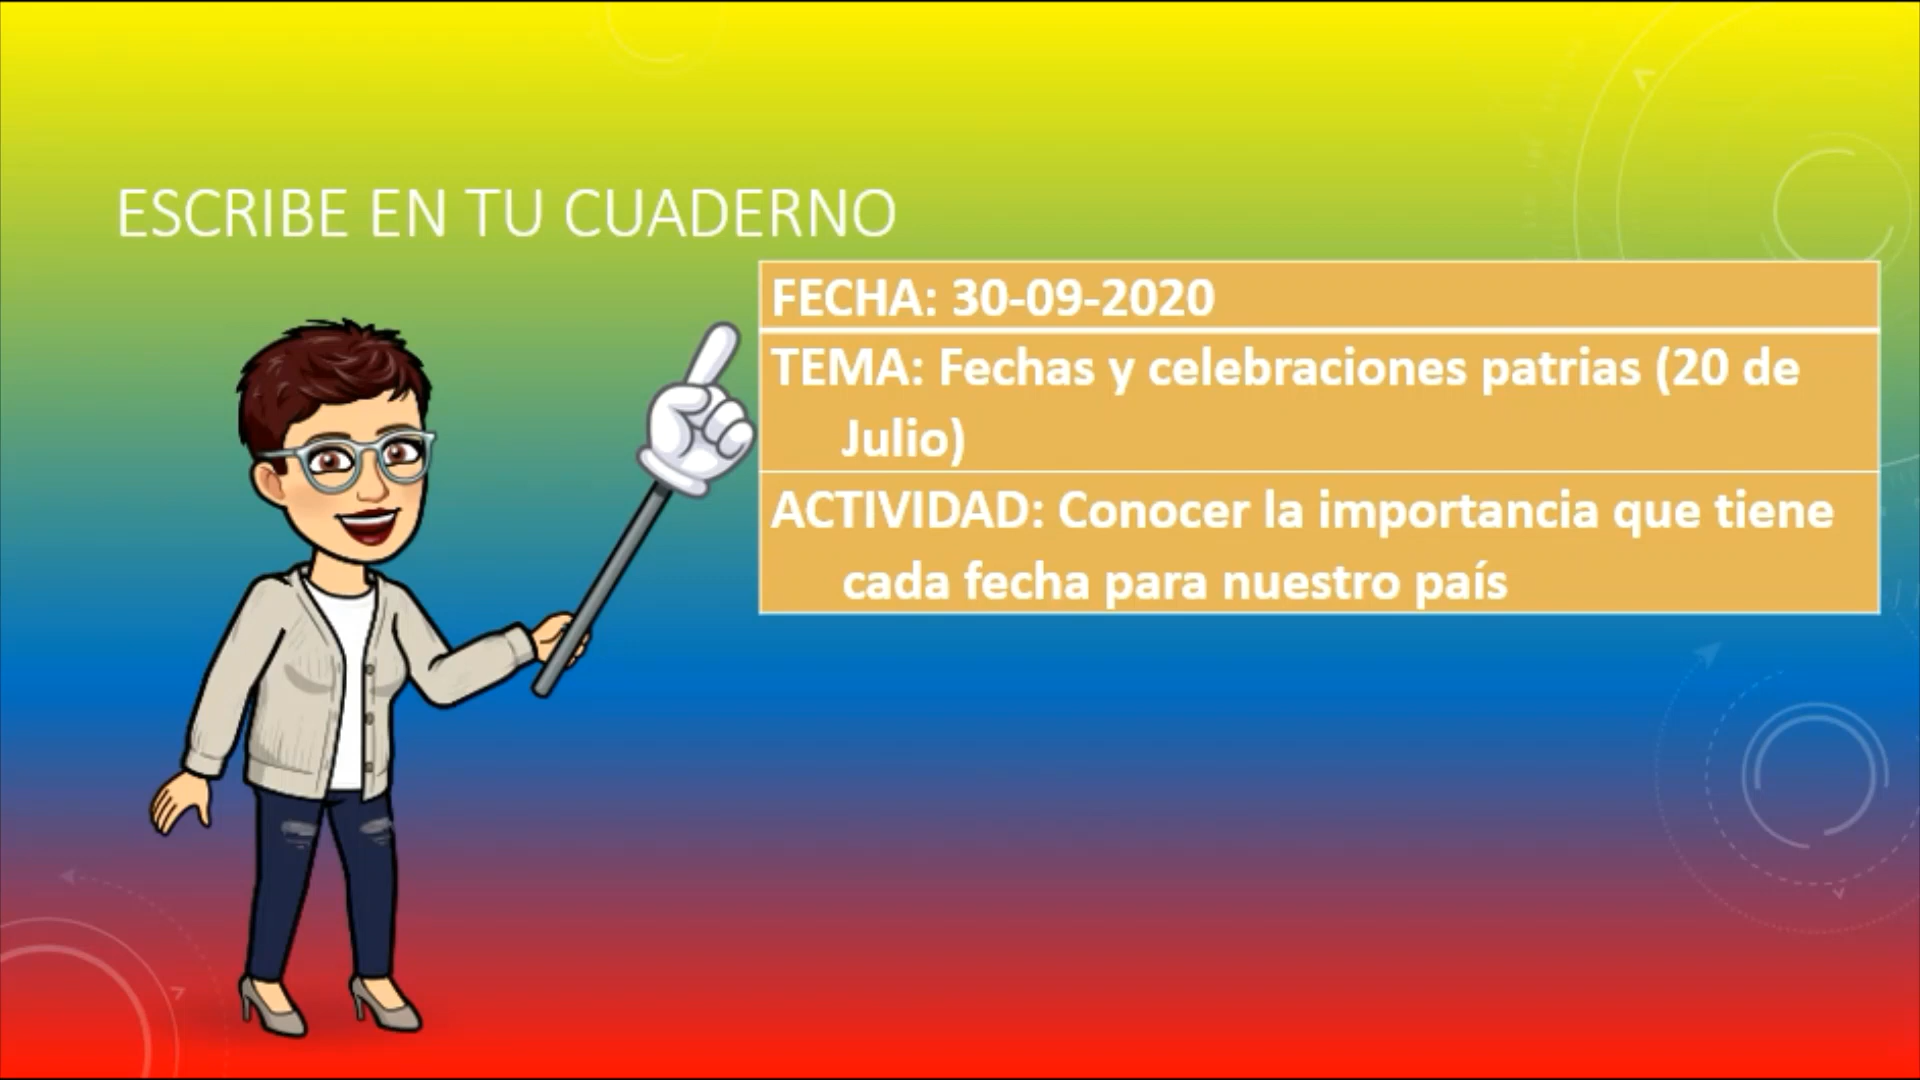 ESCRIBE EN TU CUADERNO
FECHA: 30-09-2020
TEMA: Fechas y celebraciones patrias (20 de
Julio)
ACTIVIDAD: Conocer la importancia que tiene
cada fecha para nuestro país